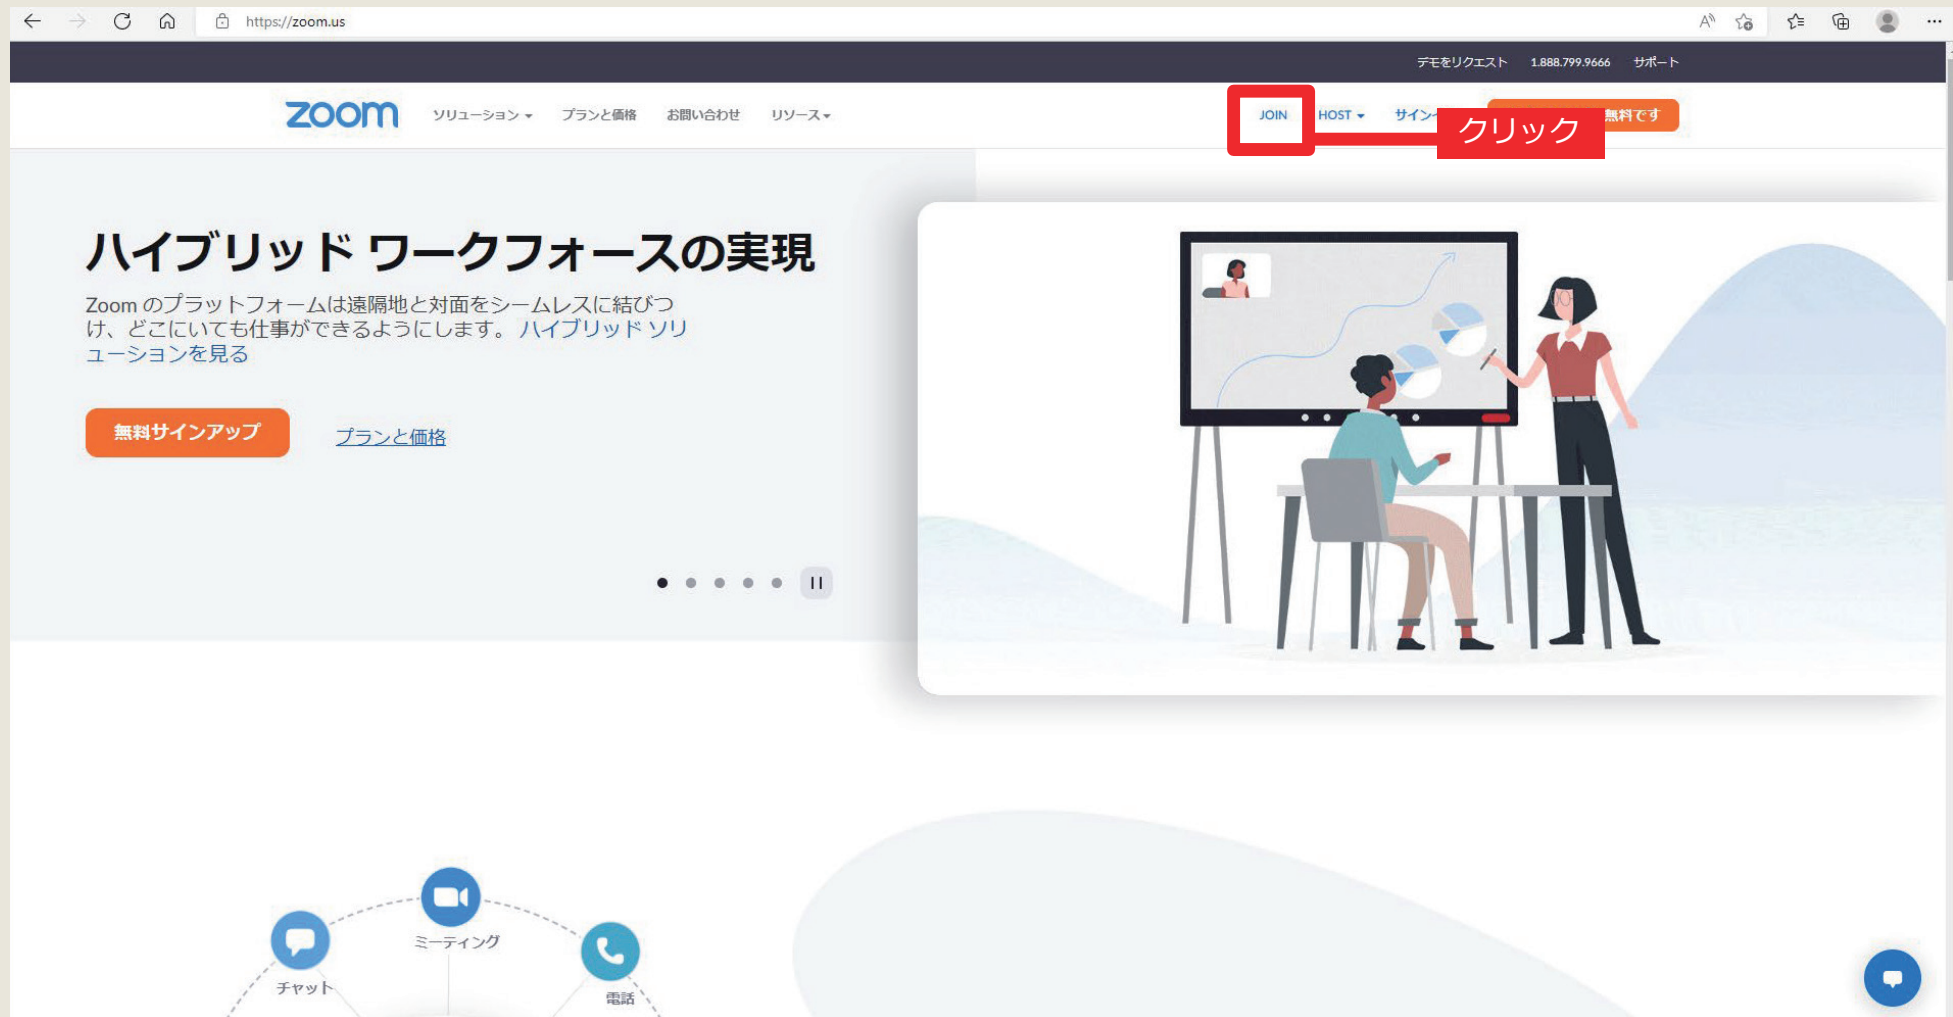 https://zoom.us
デモをリクエスト 1.888.799.9666 サポート
zoom ソリューション プランと価格 お問い合わせ リソース JOIN HOST サインイ 無料です
クリック
ハイブリッド ワークフォースの実現
Zoom のプラットフォームは遠隔地と対面をシームレスに結びつ
け、どこにいても仕事ができるようにします。 ハイブリッド ソリ
ューションを見る
無料サインアップ プランと価格
ミーティング
チャット
電話